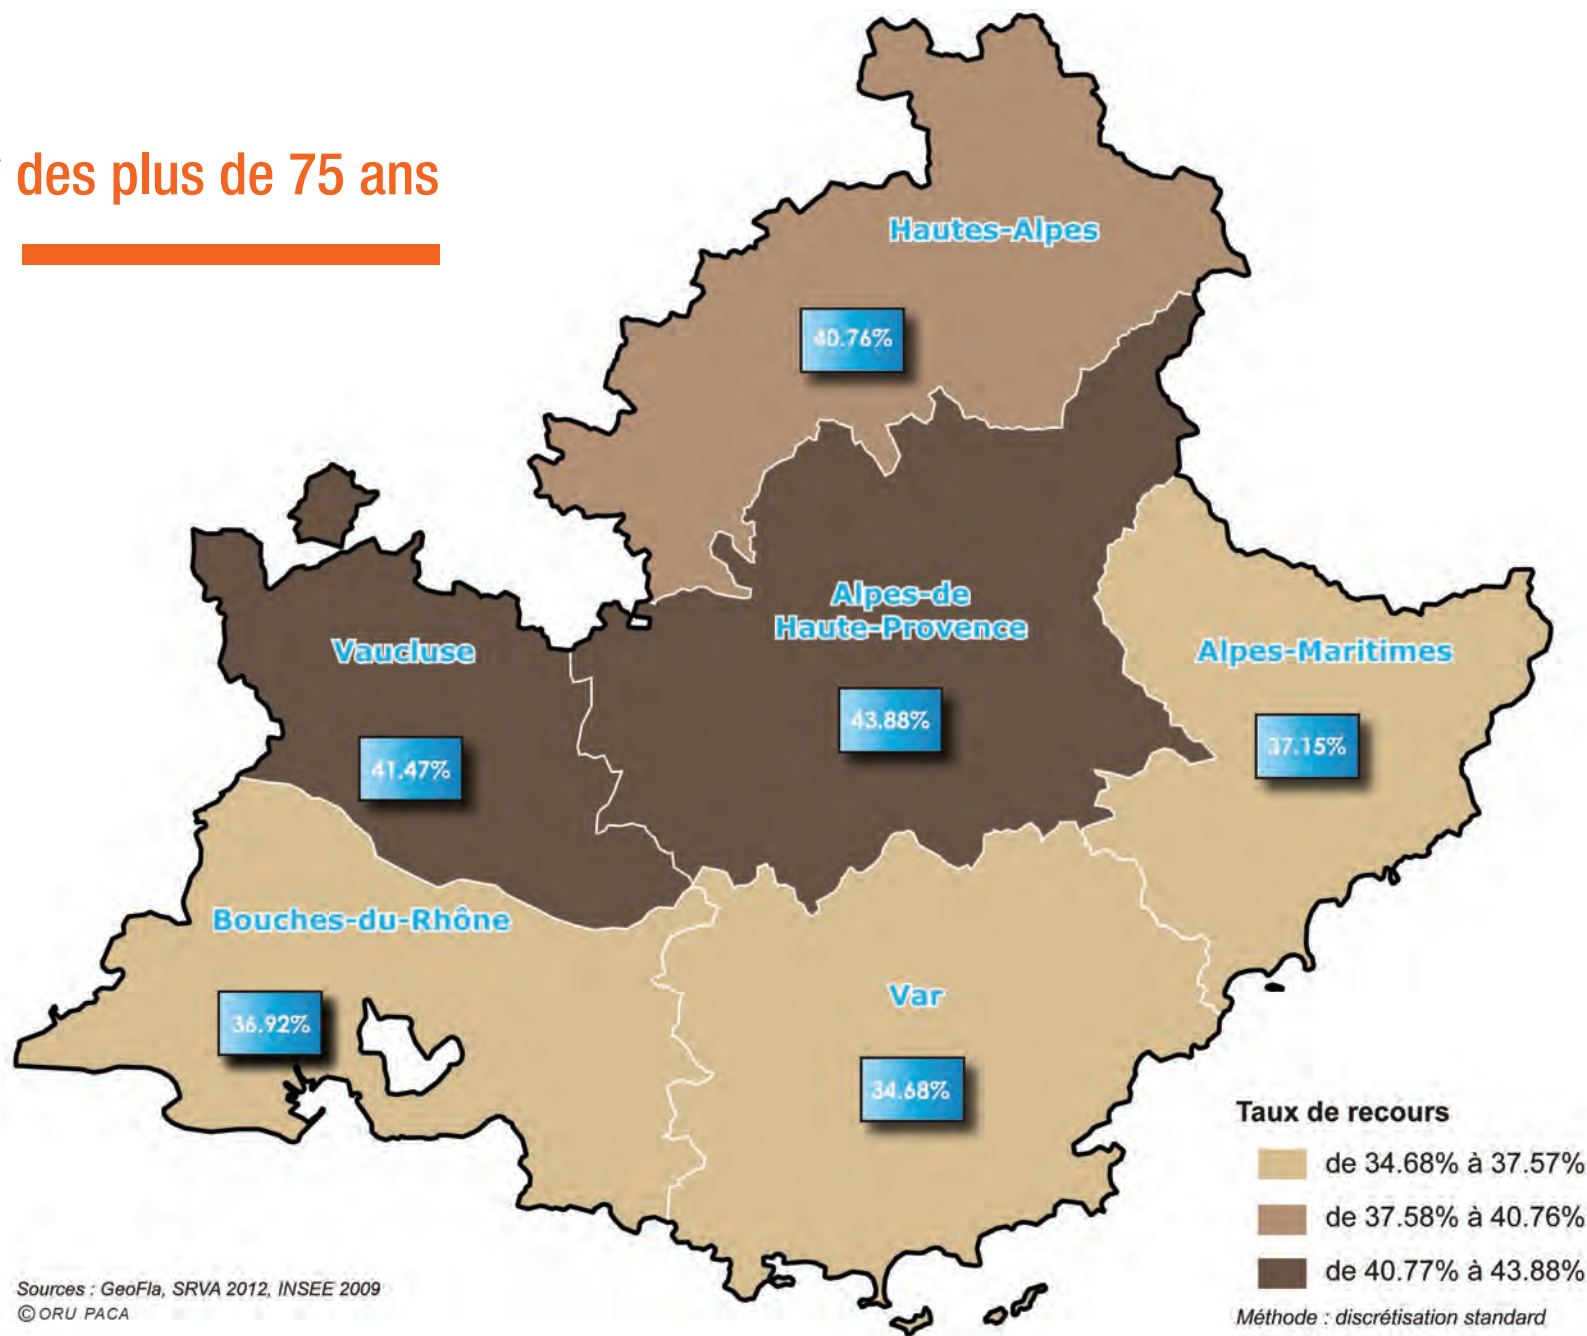 des plus de 75 ans
Hautes-Alpes
40.76%
Alpes-de
Haute-Provence
43.88%
Vaucluse
41.47%
Alpes-Maritimes
37.15%
Bouches-du-Rhône
36.92%
Var
34.68%
Taux de recours
de 34.68% à 37.57%
de 37.58% à 40.76%
de 40.77% à 43.88%
Méthode : discrétisation standard
Sources : GeoFla, SRVA 2012, INSEE 2009
© ORU PACA